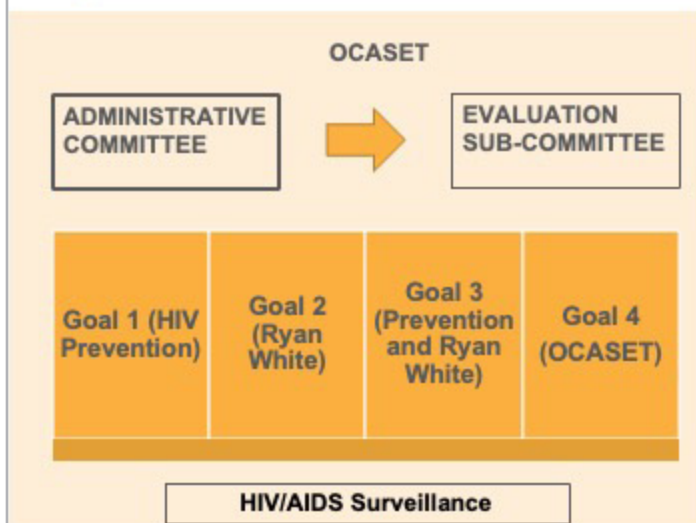 OCASET
ADMINISTRATIVE
COMMITTEE
EVALUATION
SUB-COMMITTEE
Goal 1 (HIV
Prevention)
Goal 2
(Ryan
White)
Goal 3
(Prevention
and Ryan
White)
Goal 4
(OCASET)
HIV/AIDS Surveillance